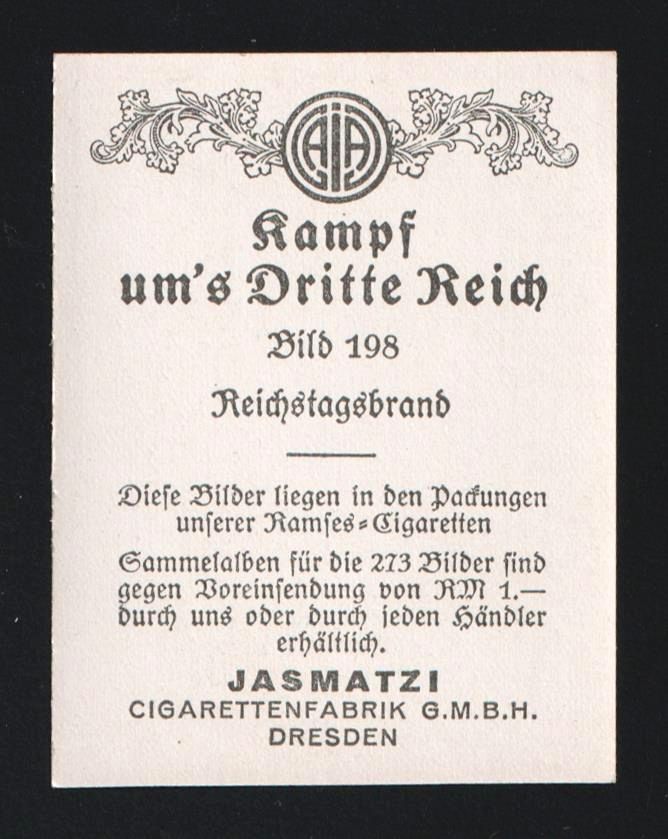 Kampf
um's Dritte Reich
Bild 198
Reichstagsbrand
Diese Bilder liegen in den Packungen
unserer Ramses-Cigaretten
Sammelalben für die 273 Bilder sind
gegen Voreinsendung von RM 1.—
durch uns oder durch jeden Händler
erhältlich.
JASMATZI
CIGARETTENFABRIK G.M.B.H.
DRESDEN